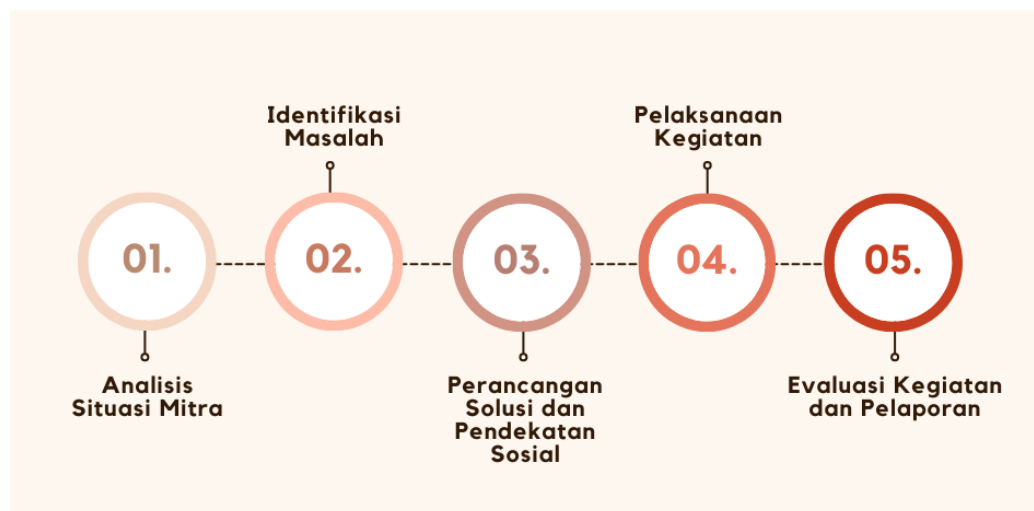 Identifikasi
Masalah
Pelaksanaan
Kegiatan
01.
02.
03.
04.
05.
Analisis
Situasi Mitra
Perancangan
Solusi dan
Pendekatan
Sosial
Evaluasi Kegiatan
dan Pelaporan